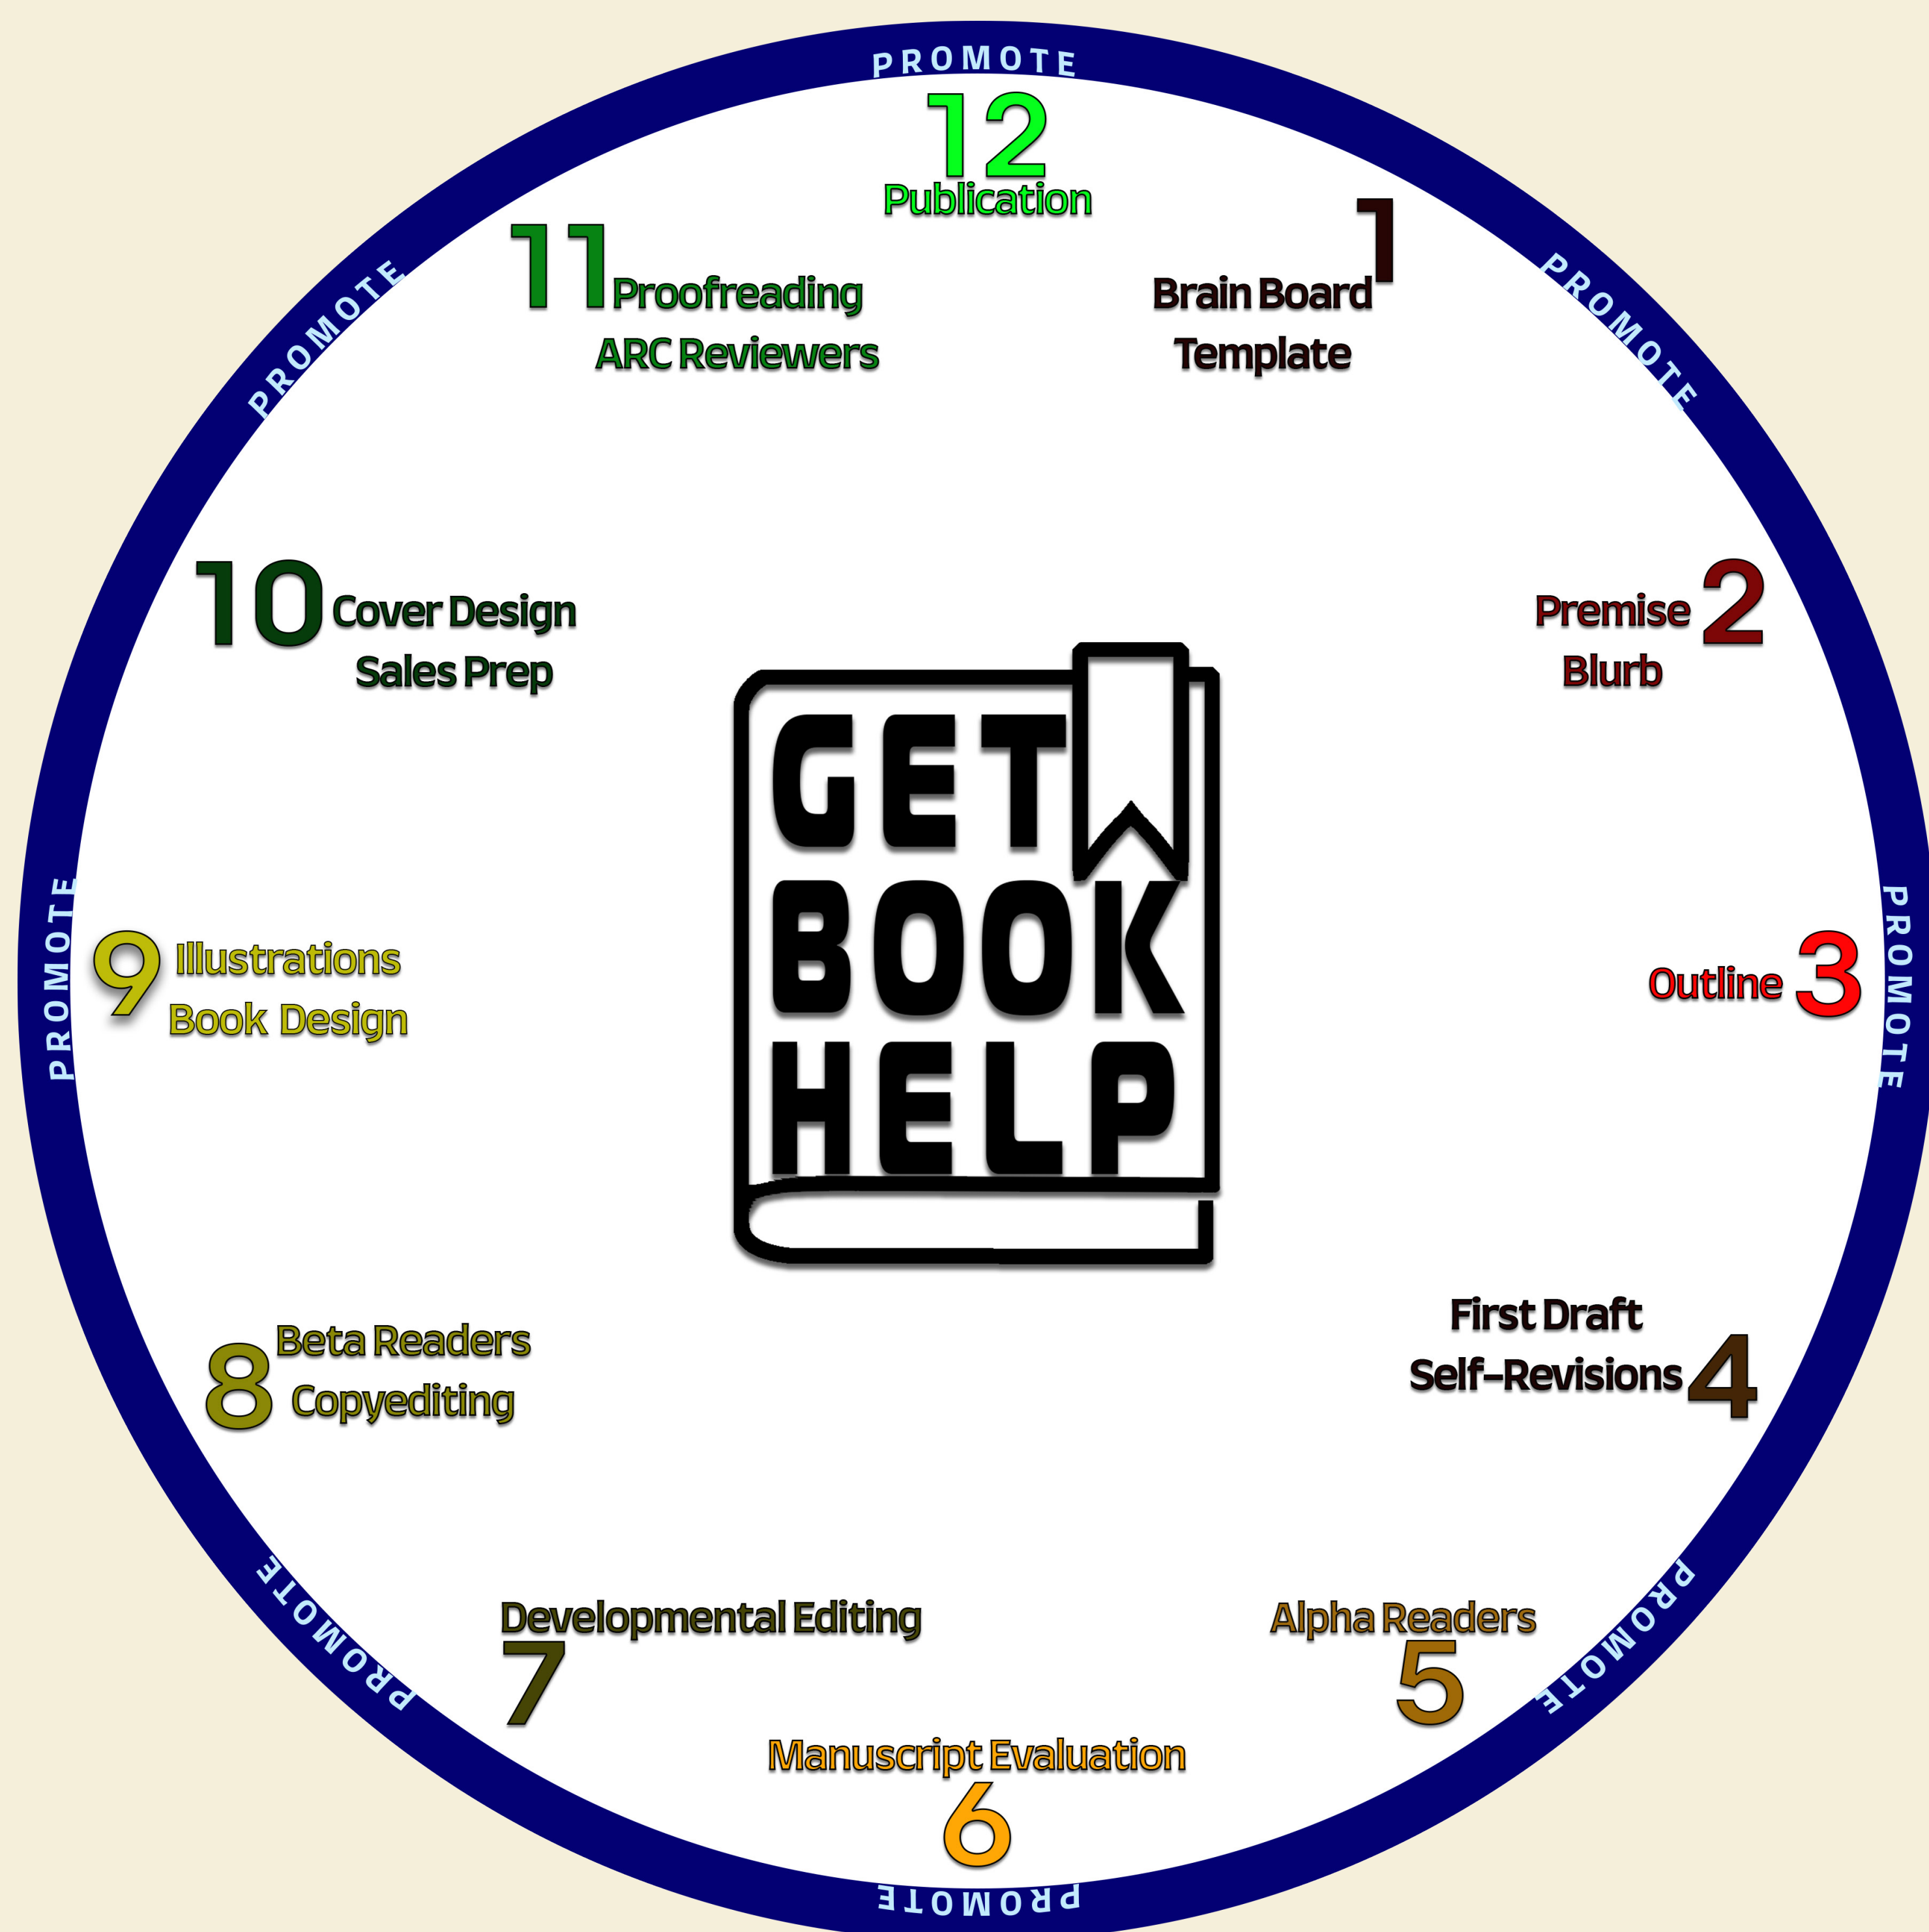 PROMOTE
12
Publication
1
Brain Board
Template
PROMOTE
2
Premise
Blurb
3
Outline
PROMOTE
4
First Draft
Self-Revisions
PROMOTE
5
Alpha Readers
6
Manuscript Evaluation
PROMOTE
7
Developmental Editing
PROMOTE
8
Beta Readers
Copyediting
9
Illustrations
Book Design
PROMOTE
10
Cover Design
Sales Prep
PROMOTE
11
Proofreading
ARC Reviewers
GET
BOOK
HELP